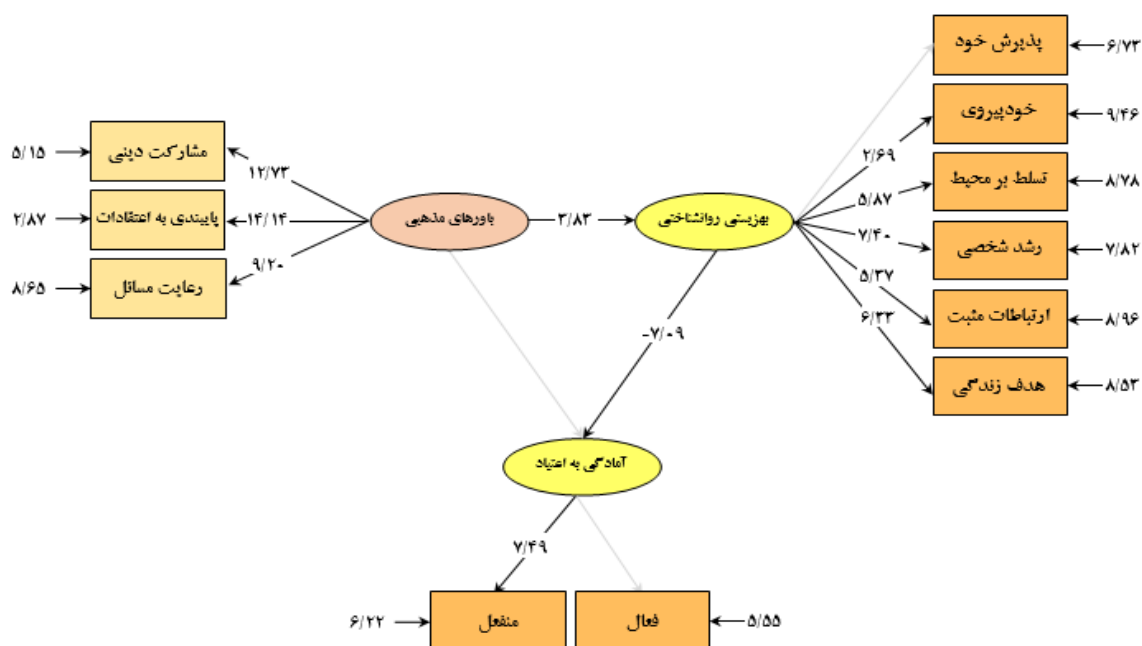 پذیرش خود
۶/۷۳
خودپیروی
۹/۴۶
۲/۶۹
مشارکت دینی
۵/۱۵
۱۲/۷۳
تسلط بر محیط
۸/۷۸
۵/۸۷
پایبندی به اعتقادات
۲/۸۷
۱۴/۱۴
باورهای مذهبی
۳/۸۳
بهزیستی روانشناختی
۷/۴۰
رشد شخصی
۷/۸۲
رعایت مسائل
۸/۶۵
۹/۲۰
۵/۳۷
ارتباطات مثبت
۸/۹۶
۶/۳۳
-۷/۰۹
هدف زندگی
۸/۵۳
آمادگی به اعتیاد
۷/۴۹
۶/۲۲
منفعل
فعال
۵/۵۵